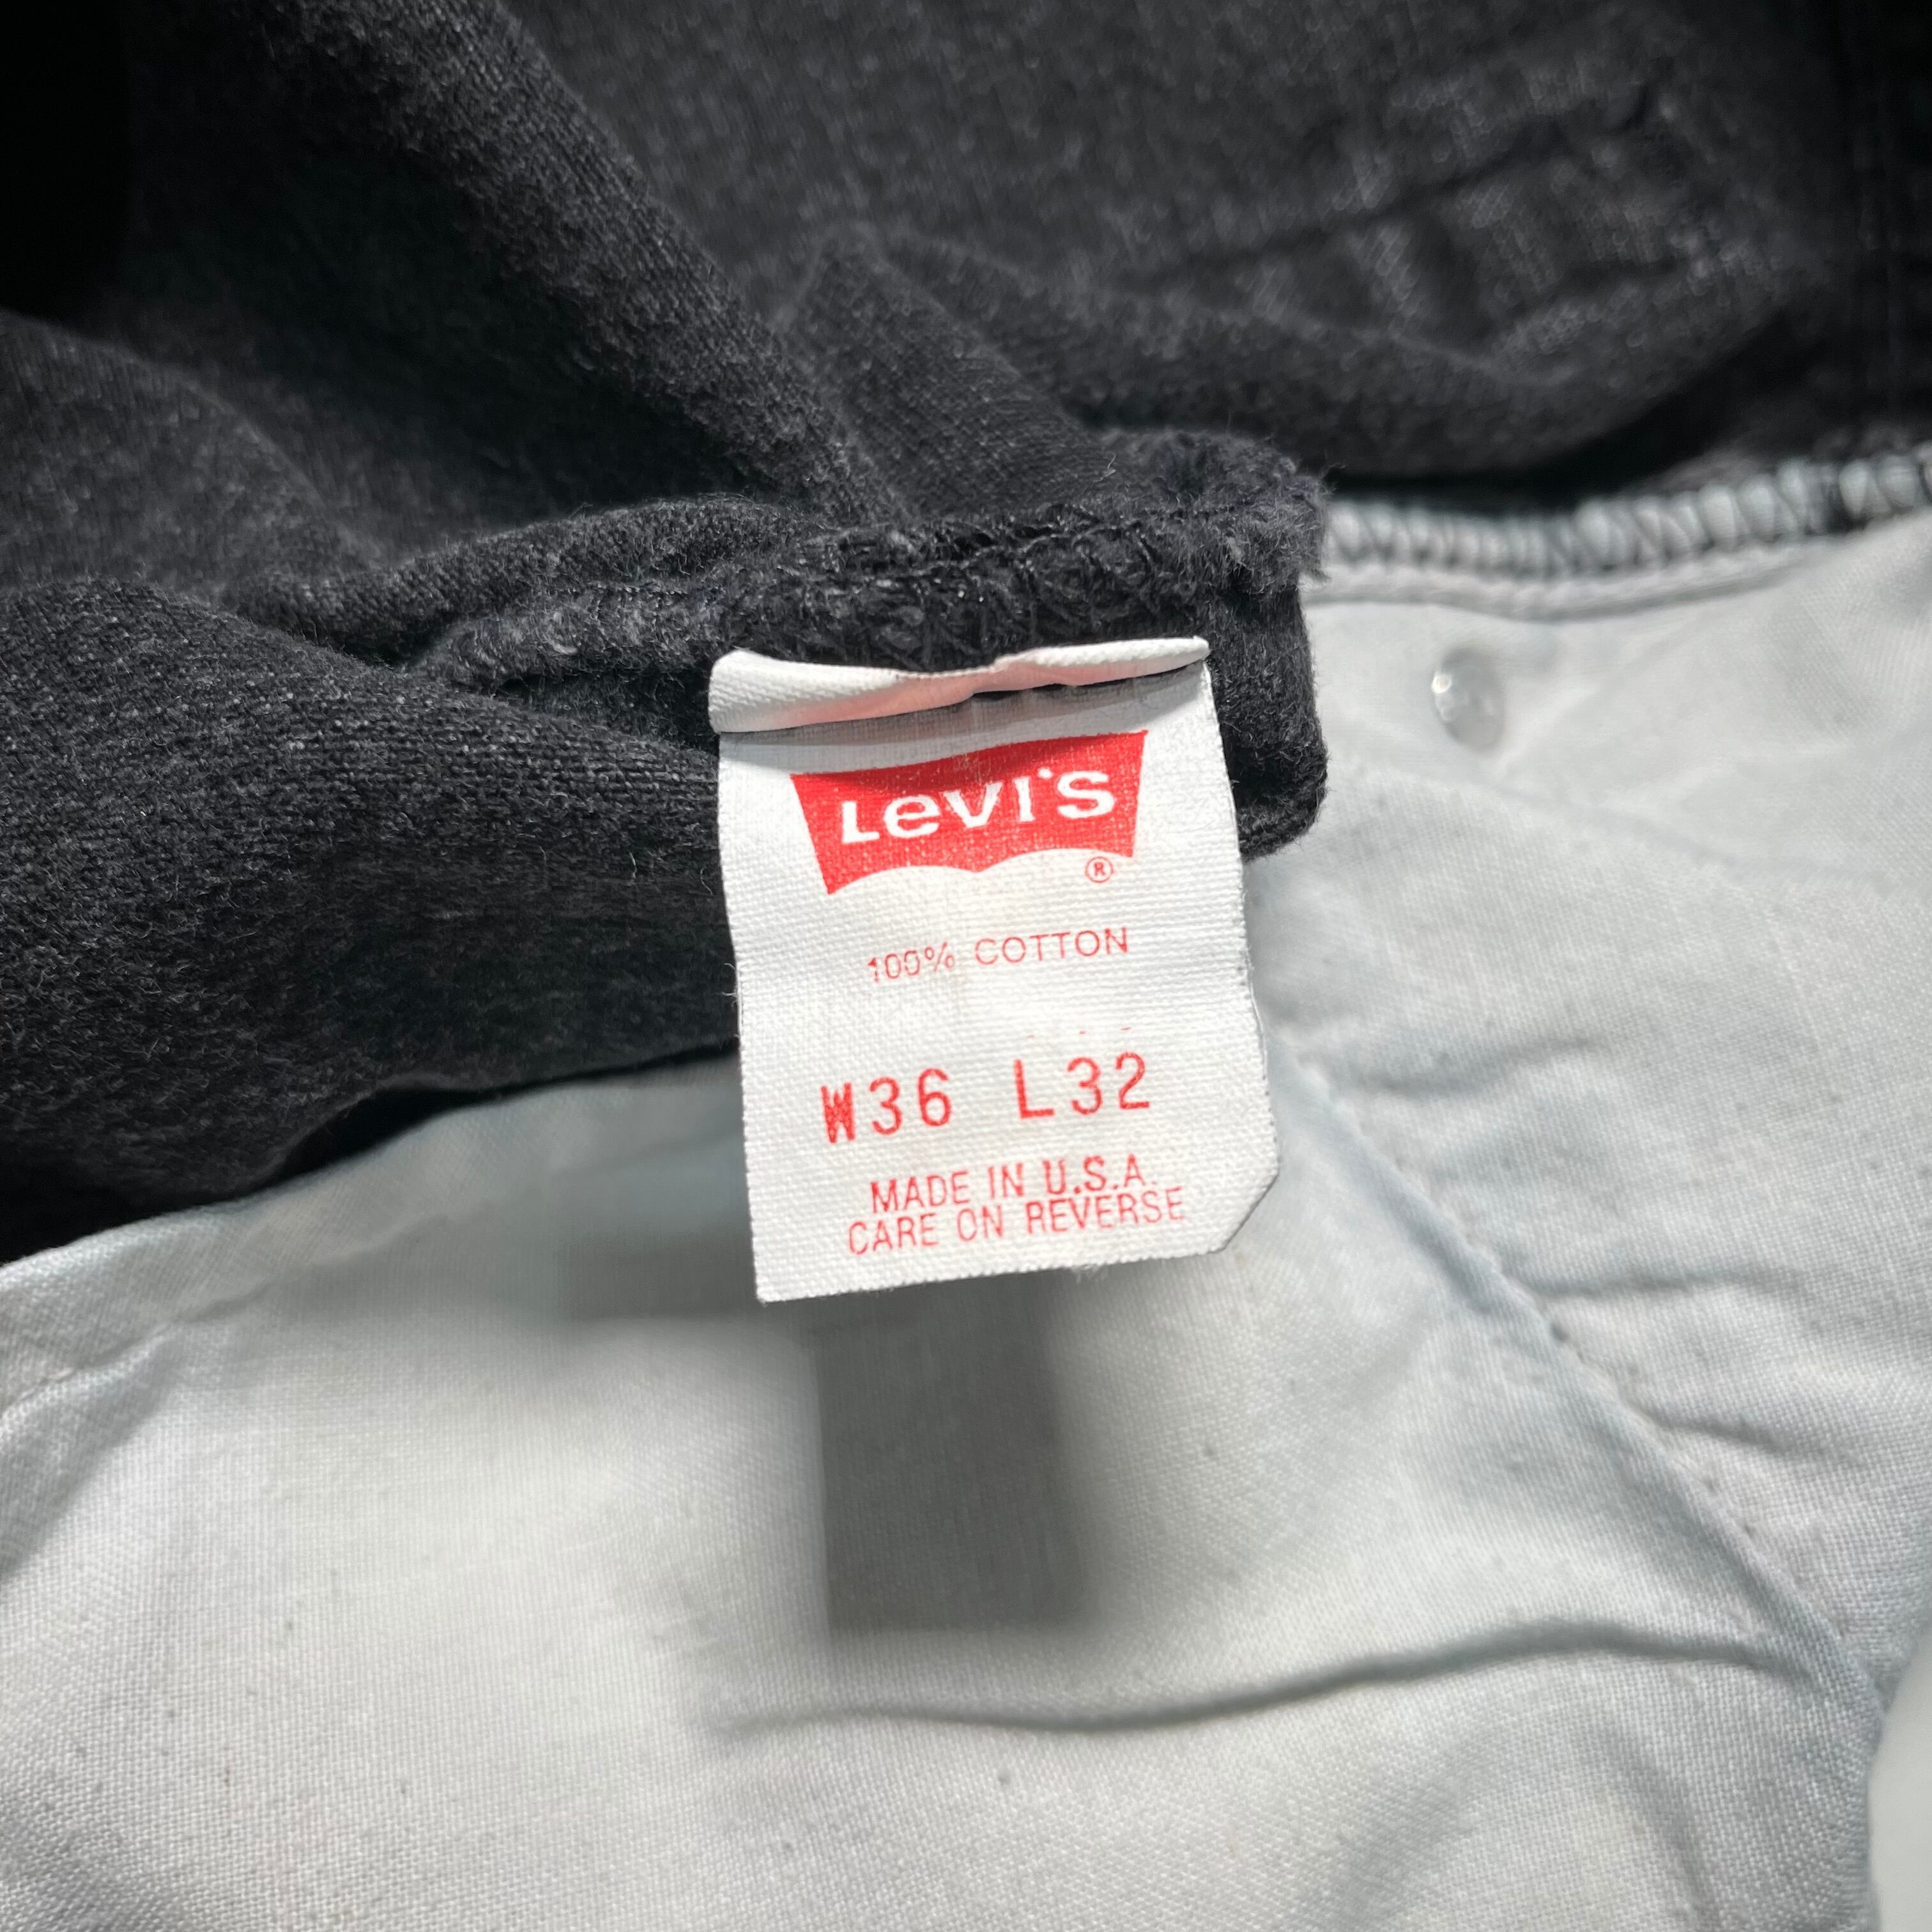 Levi's
®
100% COTTON
W36 L32
MADE IN U.S.A.
CARE ON REVERSE